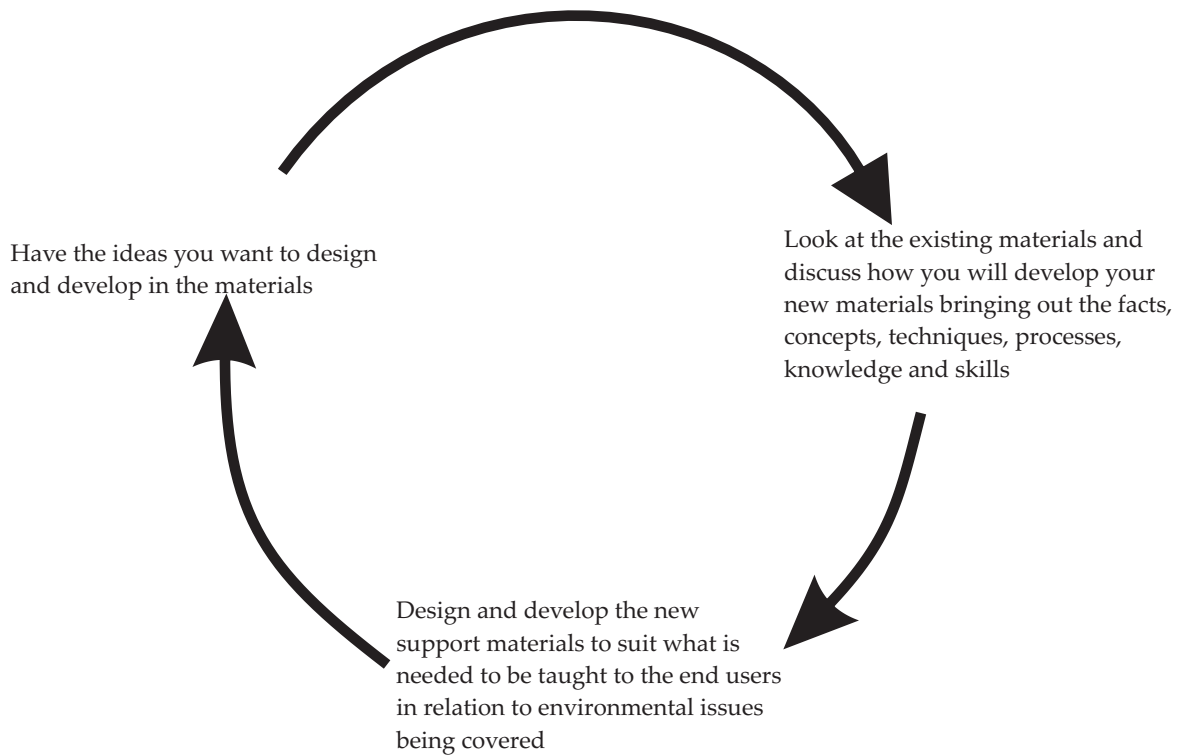 Have the ideas you want to design
and develop in the materials
Look at the existing materials and
discuss how you will develop your
new materials bringing out the facts,
concepts, techniques, processes,
knowledge and skills
Design and develop the new
support materials to suit what is
needed to be taught to the end users
in relation to environmental issues
being covered